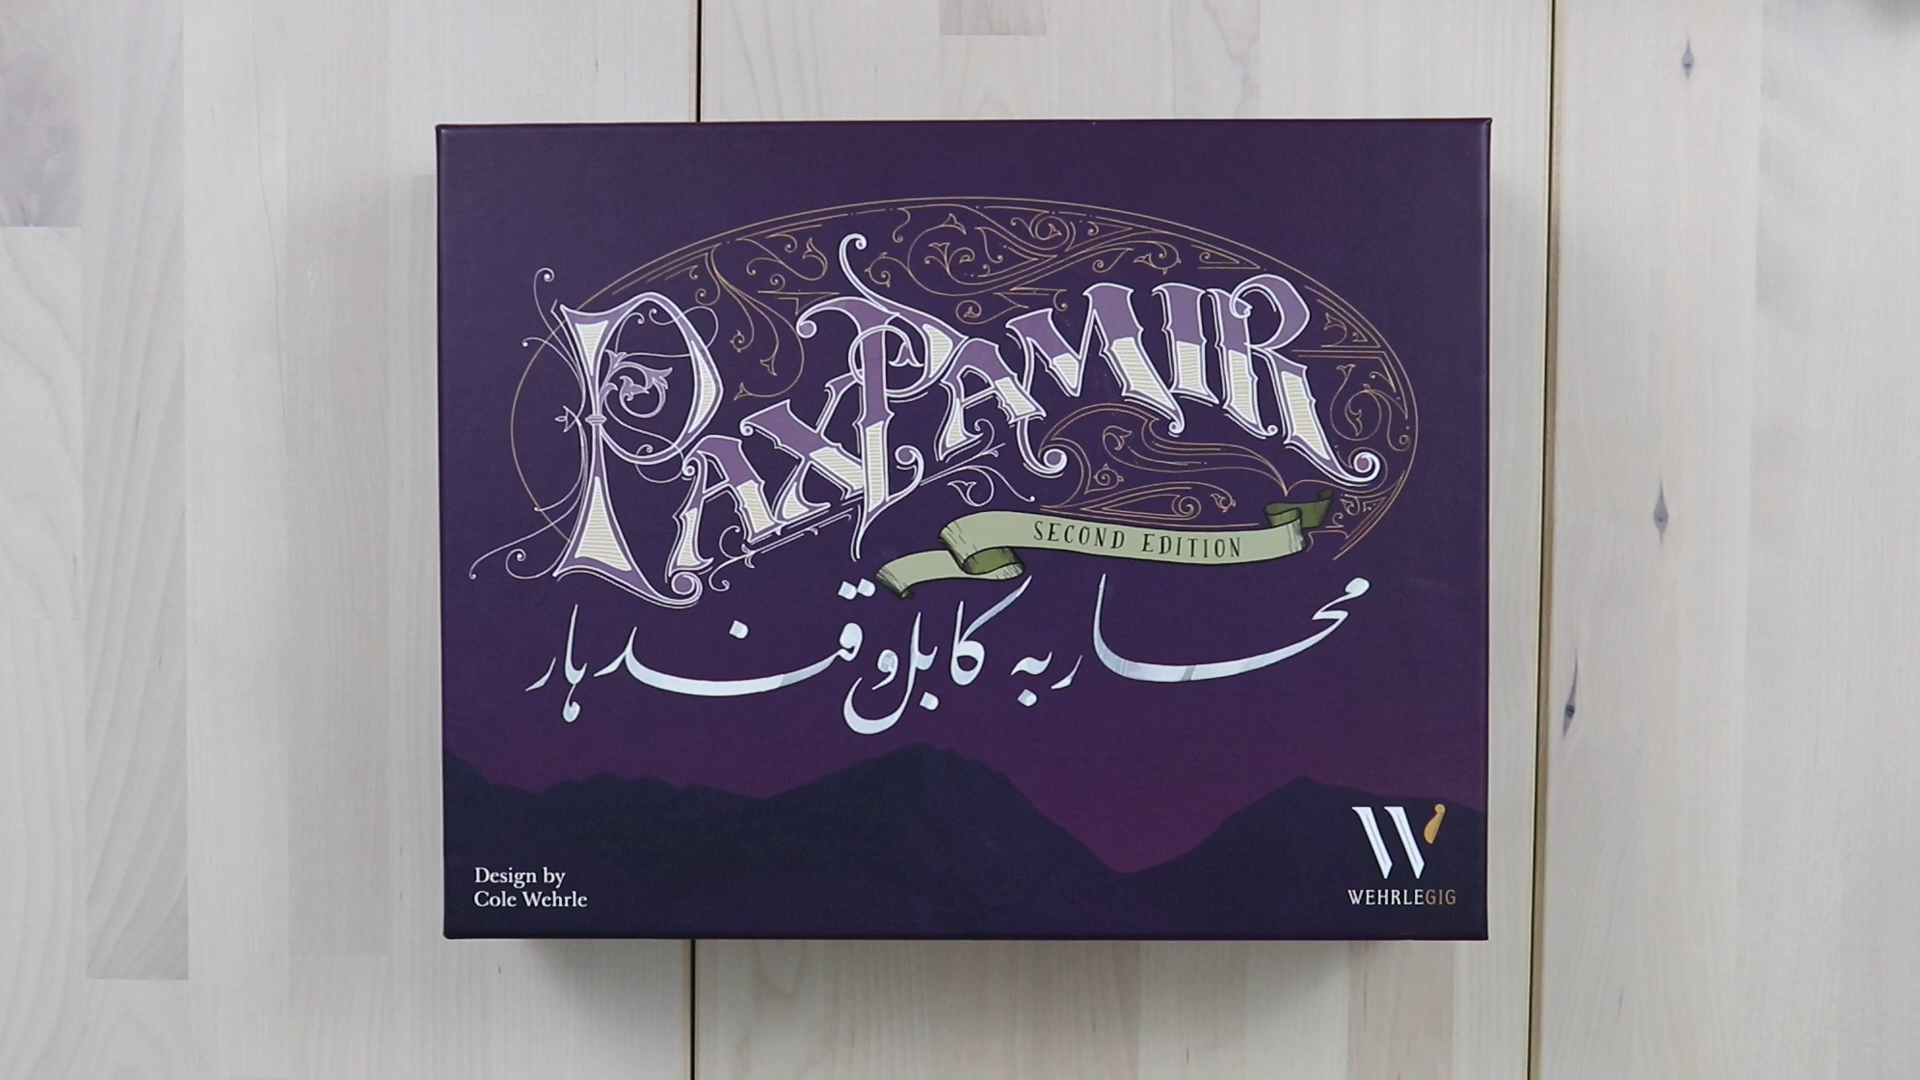 PAX PAMIR
SECOND EDITION
محاربه کابل و قندهار
Design by
Cole Wehrle
W
WEHRLEGIG